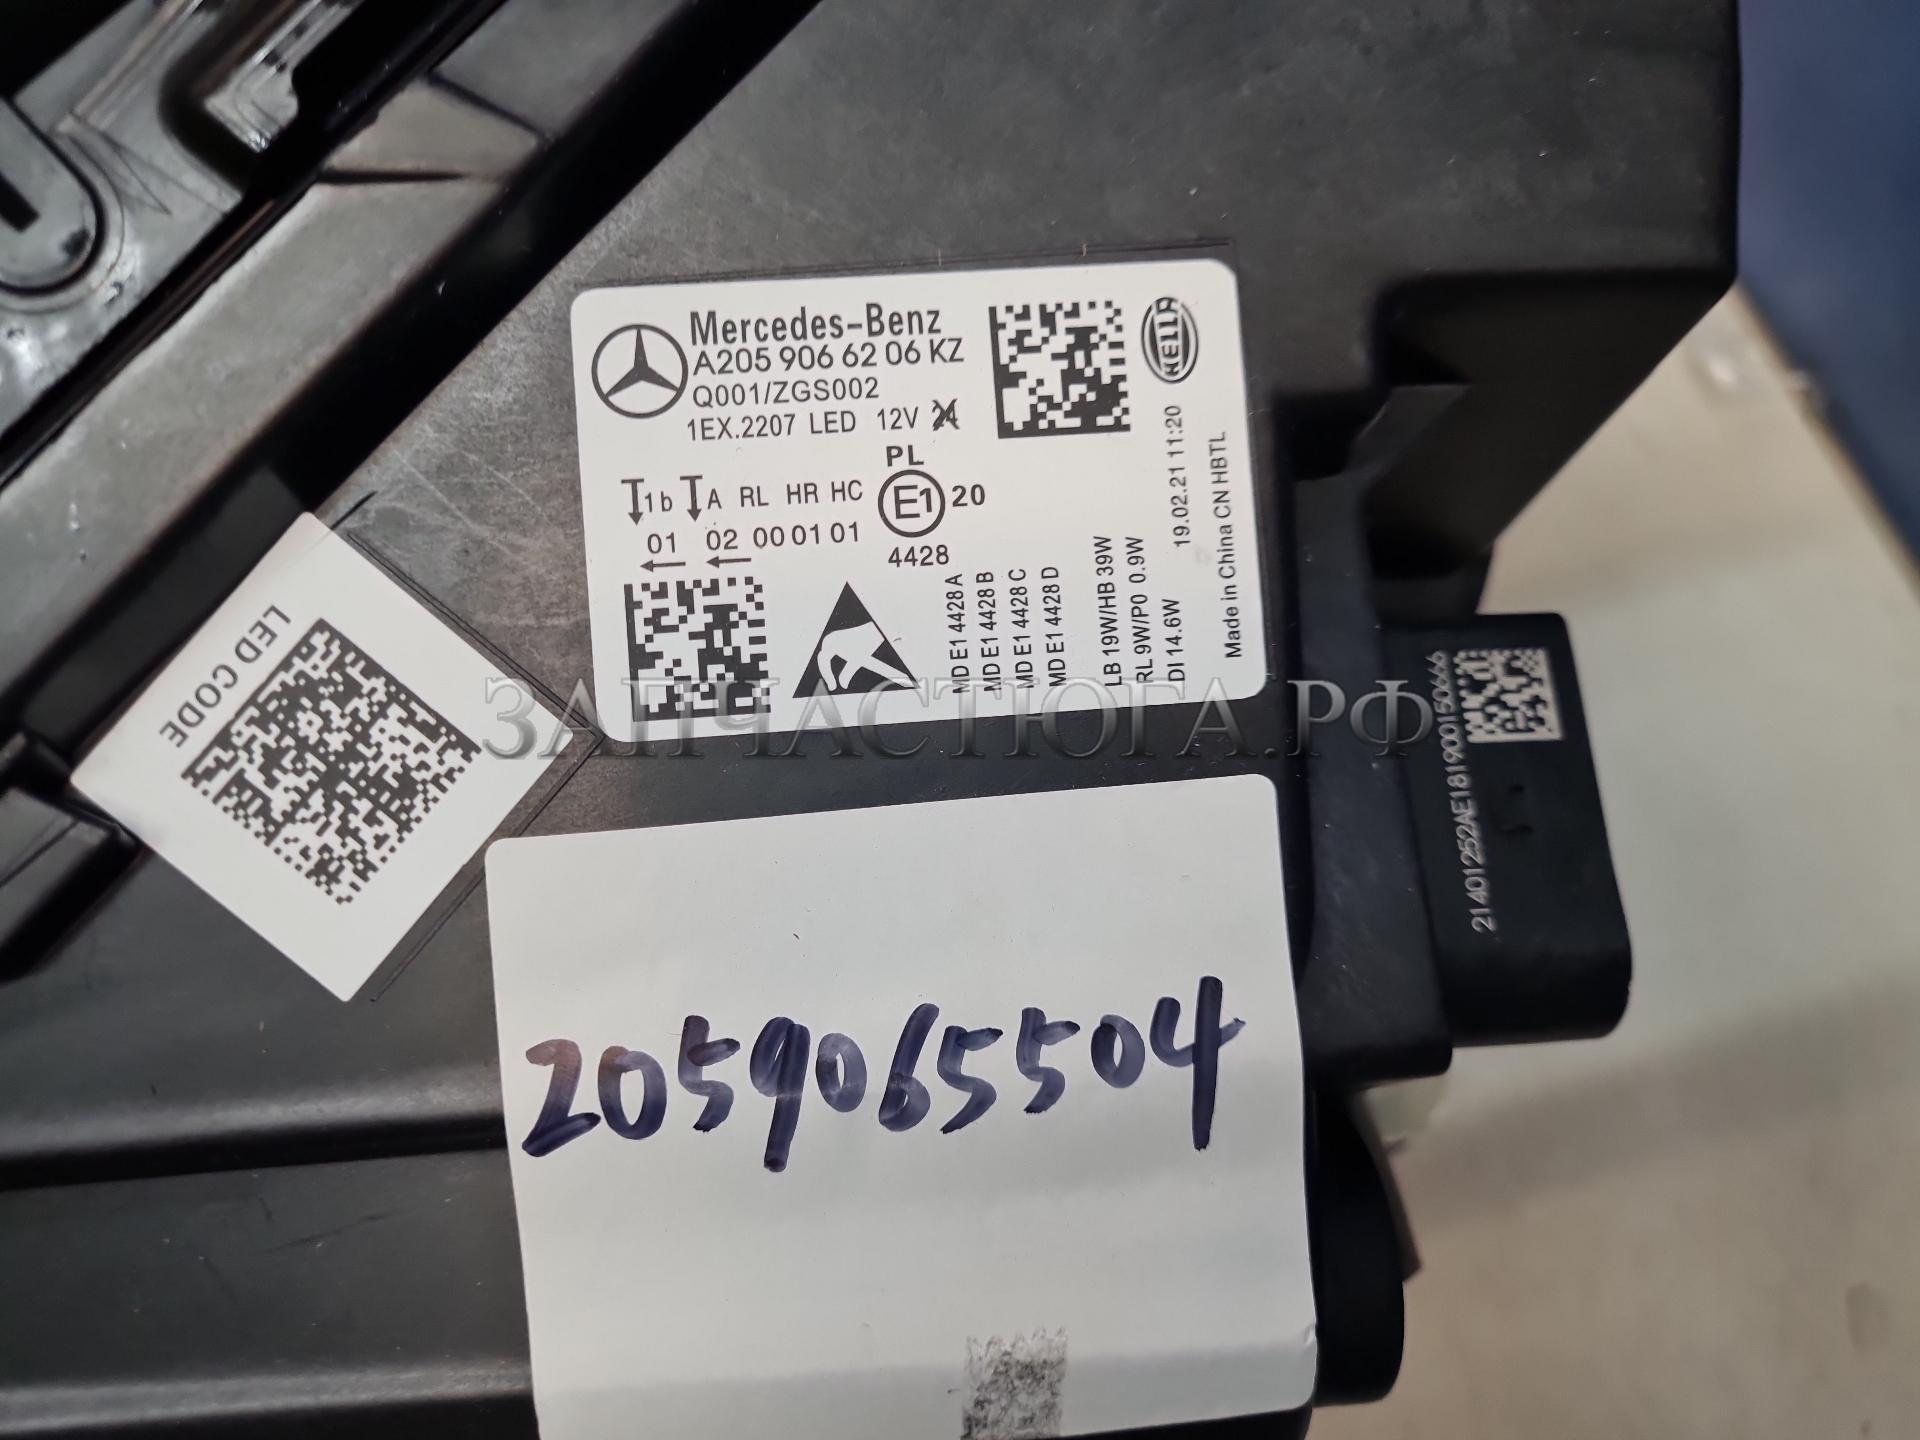 Mercedes-Benz
A205 906 62 06 KZ
Q001/ZGS002
1EX.2207 LED 12V 24
HELLA
PL
1b A RL HR HC
E1 20
01 02 00 01 01
4428
MD E1 4428 A
MD E1 4428 B
MD E1 4428 C
MD E1 4428 D
LB 19W/HB 39W
RL 9W/P0 0.9W
DI 14.6W
19.02.21 11:20
Made in China CN HBTL
LED CODE
ЗАПЧАСТЮГА.РФ
21401252AE181900150666
2059065504